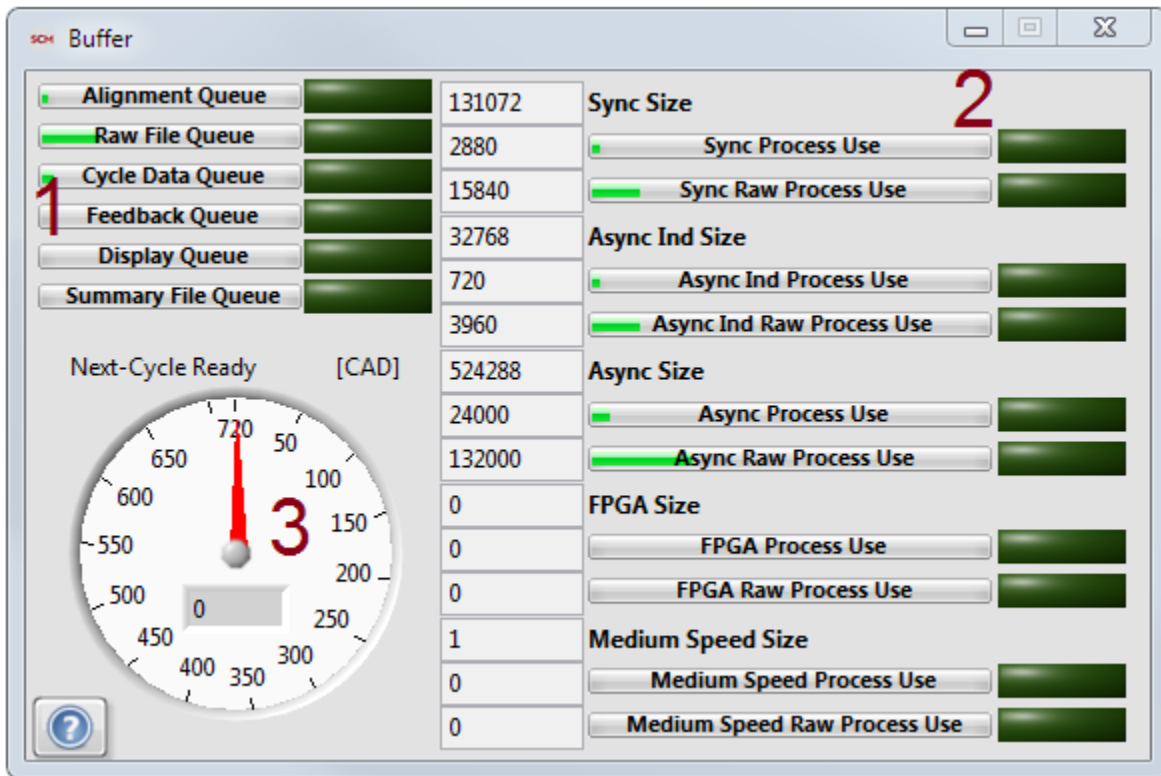 SCM Buffer
Alignment Queue
Raw File Queue
Cycle Data Queue
Feedback Queue
Display Queue
Summary File Queue
1
Next-Cycle Ready [CAD]
720
50
100
150
200
250
300
350
400
450
500
550
600
650
3
0
2
131072 Sync Size
2880 Sync Process Use
15840 Sync Raw Process Use
32768 Async Ind Size
720 Async Ind Process Use
3960 Async Ind Raw Process Use
524288 Async Size
24000 Async Process Use
132000 Async Raw Process Use
0 FPGA Size
0 FPGA Process Use
0 FPGA Raw Process Use
1 Medium Speed Size
0 Medium Speed Process Use
0 Medium Speed Raw Process Use
?